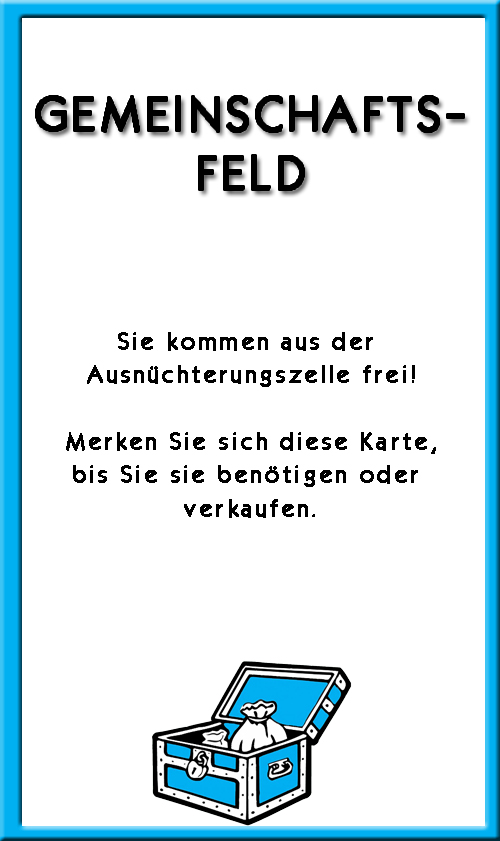 GEMEINSCHAFTS-
FELD
Sie kommen aus der
Ausnüchterungszelle frei!
Merken Sie sich diese Karte,
bis Sie sie benötigen oder
verkaufen.